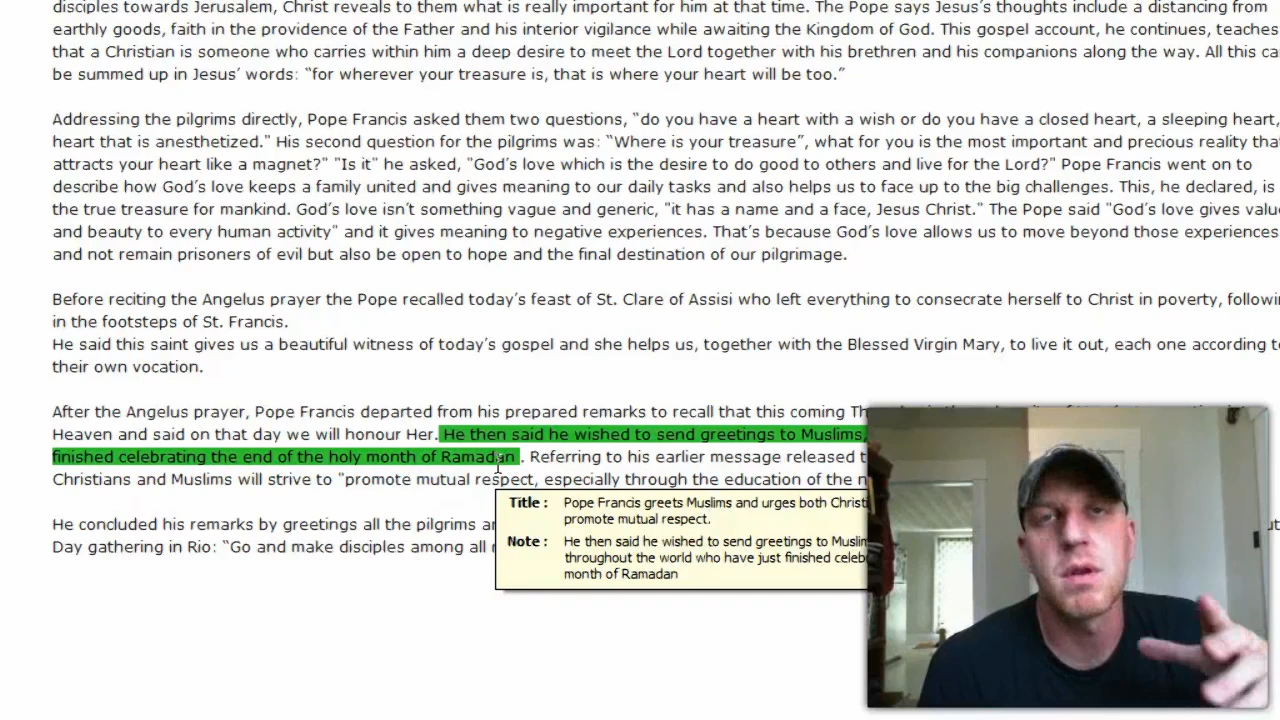 disciples towards Jerusalem, Christ reveals to them what is really important for him at that time. The Pope says Jesus's thoughts include a distancing from
earthly goods, faith in the providence of the Father and his interior vigilance while awaiting the Kingdom of God. This gospel account, he continues, teaches
that a Christian is someone who carries within him a deep desire to meet the Lord together with his brethren and his companions along the way. All this ca
be summed up in Jesus' words: "for wherever your treasure is, that is where your heart will be too."
Addressing the pilgrims directly, Pope Francis asked them two questions, "do you have a heart with a wish or do you have a closed heart, a sleeping heart,
heart that is anesthetized." His second question for the pilgrims was: "Where is your treasure", what for you is the most important and precious reality tha
attracts your heart like a magnet?" "Is it" he asked, "God's love which is the desire to do good to others and live for the Lord?" Pope Francis went on to
describe how God's love keeps a family united and gives meaning to our daily tasks and also helps us to face up to the big challenges. This, he declared, is
the true treasure for mankind. God's love isn't something vague and generic, "it has a name and a face, Jesus Christ." The Pope said "God's love gives valu
and beauty to every human activity" and it gives meaning to negative experiences. That's because God's love allows us to move beyond those experiences
and not remain prisoners of evil but also be open to hope and the final destination of our pilgrimage.
Before reciting the Angelus prayer the Pope recalled today's feast of St. Clare of Assisi who left everything to consecrate herself to Christ in poverty, followin
in the footsteps of St. Francis.
He said this saint gives us a beautiful witness of today's gospel and she helps us, together with the Blessed Virgin Mary, to live it out, each one according to
their own vocation.
After the Angelus prayer, Pope Francis departed from his prepared remarks to recall that this coming Th
Heaven and said on that day we will honour Her. He then said he wished to send greetings to Muslims,
finished celebrating the end of the holy month of Ramadan . Referring to his earlier message released t
Christians and Muslims will strive to "promote mutual respect, especially through the education of the n
Title : Pope Francis greets Muslims and urges both Christi
promote mutual respect.
Note : He then said he wished to send greetings to Muslim
throughout the world who have just finished celeb
month of Ramadan
He concluded his remarks by greetings all the pilgrims a
Day gathering in Rio: "Go and make disciples among all